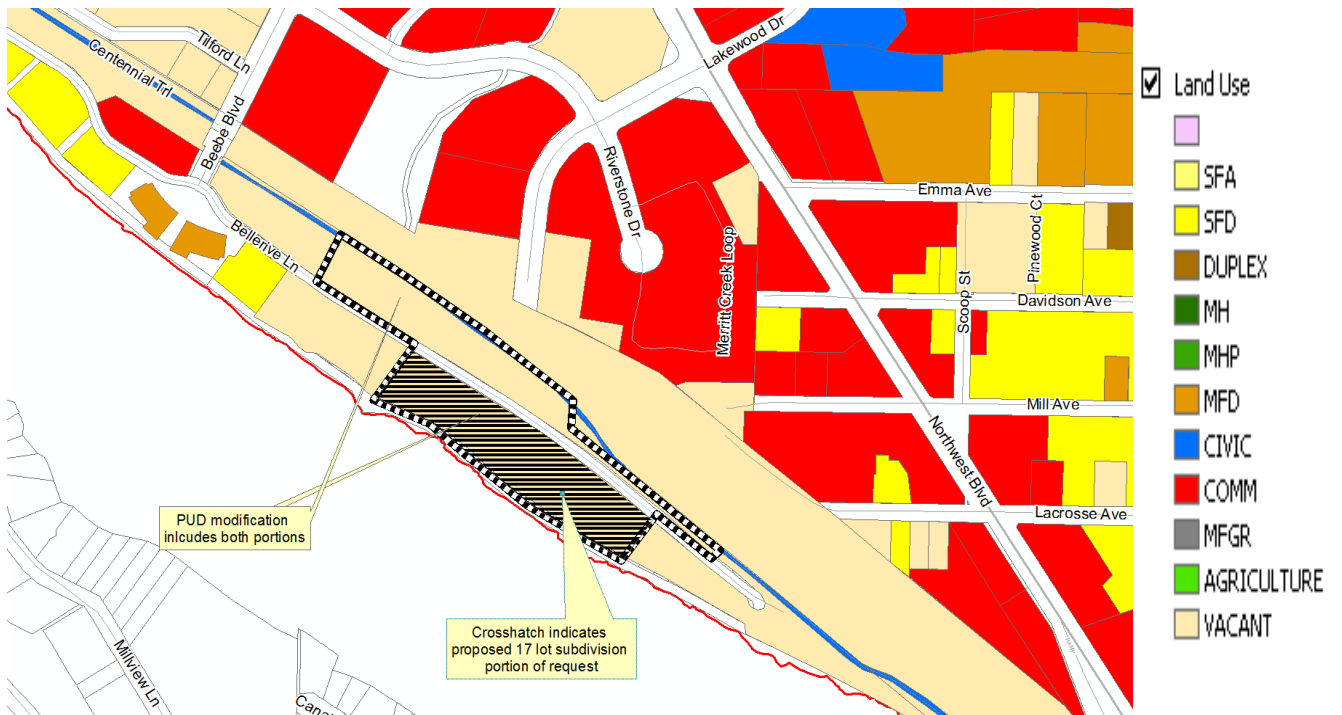 Tilford Ln
Centennial Trl
Beebe Blvd
Lakewood Dr
Riverstone Dr
Bellerive Ln
Merritt Creek Loop
Emma Ave
Pinewood Ct
Scoop St
Davidson Ave
Mill Ave
Northwest Blvd
Lacrosse Ave
PUD modification
inlcudes both portions
Crosshatch indicates
proposed 17 lot subdivision
portion of request
Millview Ln
Canal
Land Use
SFA
SFD
DUPLEX
MH
MHP
MFD
CIVIC
COMM
MFGR
AGRICULTURE
VACANT